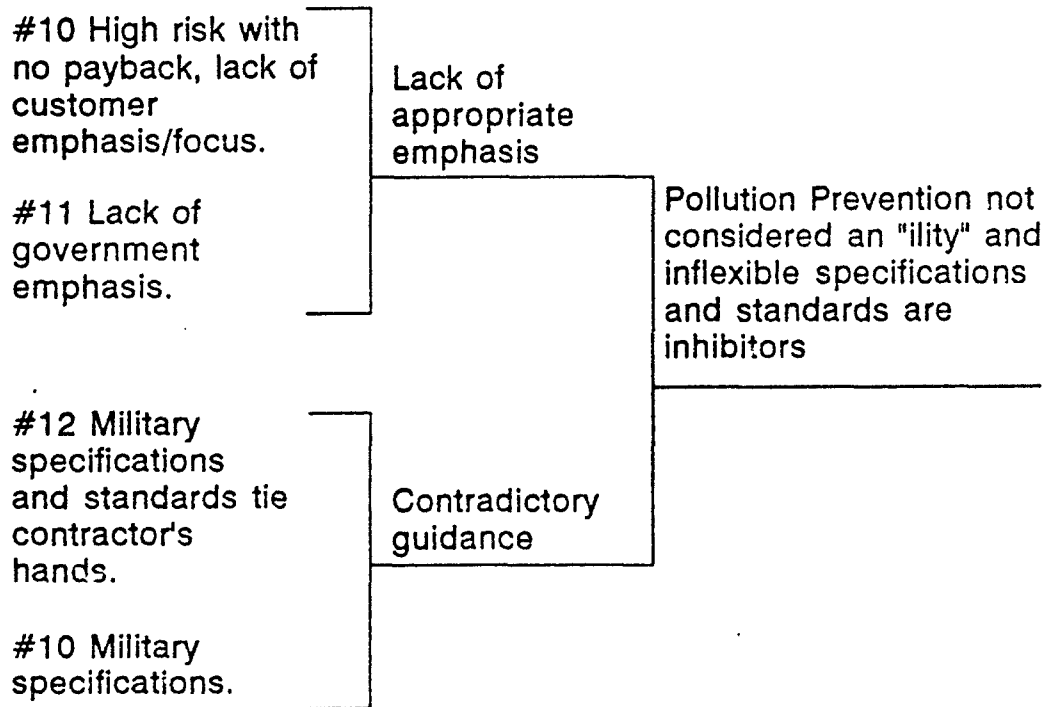 #10 High risk with
no payback, lack of
customer
emphasis/focus.
#11 Lack of
government
emphasis.
Lack of
appropriate
emphasis
#12 Military
specifications
and standards tie
contractor's
hands.
#10 Military
specifications.
Contradictory
guidance
Pollution Prevention not
considered an "ility" and
inflexible specifications
and standards are
inhibitors